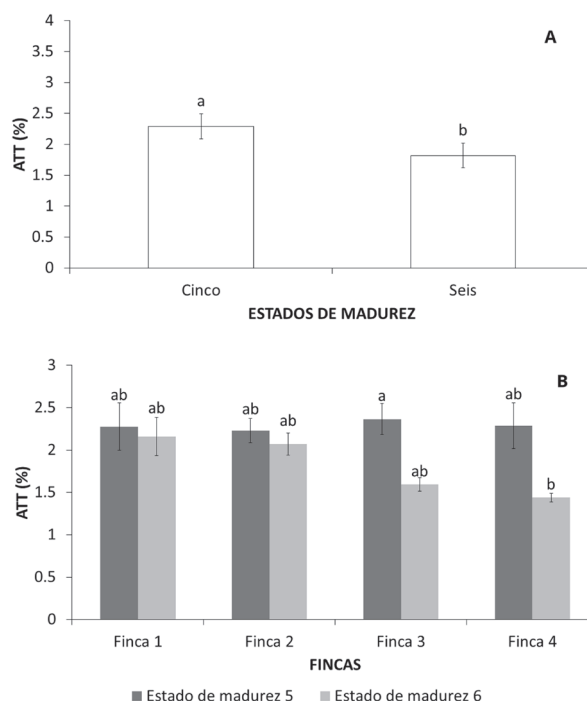 A
4
3.5
3
2.5
2
1.5
1
0.5
0
ATT (%)
a
b
Cinco
Seis
ESTADOS DE MADUREZ
B
3
2.5
2
1.5
1
0.5
0
ATT (%)
ab
ab
ab
ab
a
ab
ab
b
Finca 1
Finca 2
Finca 3
Finca 4
FINCAS
Estado de madurez 5
Estado de madurez 6